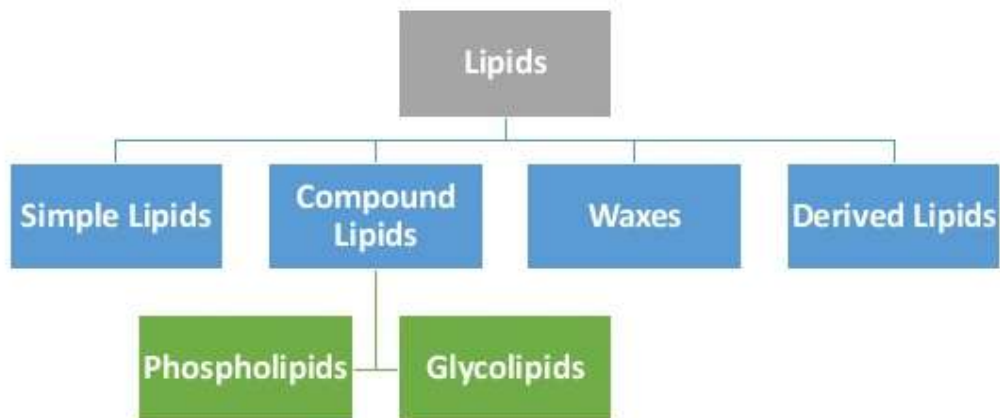 Lipids
Simple Lipids
Compound
Lipids
Waxes
Derived Lipids
Phospholipids
Glycolipids